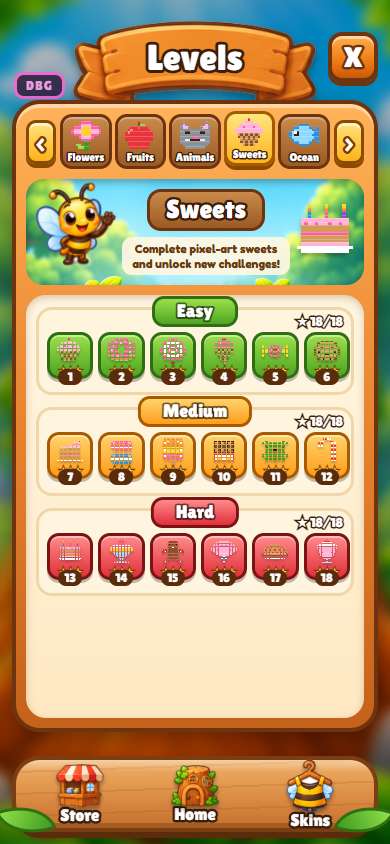 Levels
X
DBG
Flowers
Fruits
Animals
Sweets
Ocean
Sweets
Complete pixel-art sweets
and unlock new challenges!
Easy
18/18
1
2
3
4
5
6
Medium
18/18
7
8
9
10
11
12
Hard
18/18
13
14
15
16
17
18
Store
Home
Skins